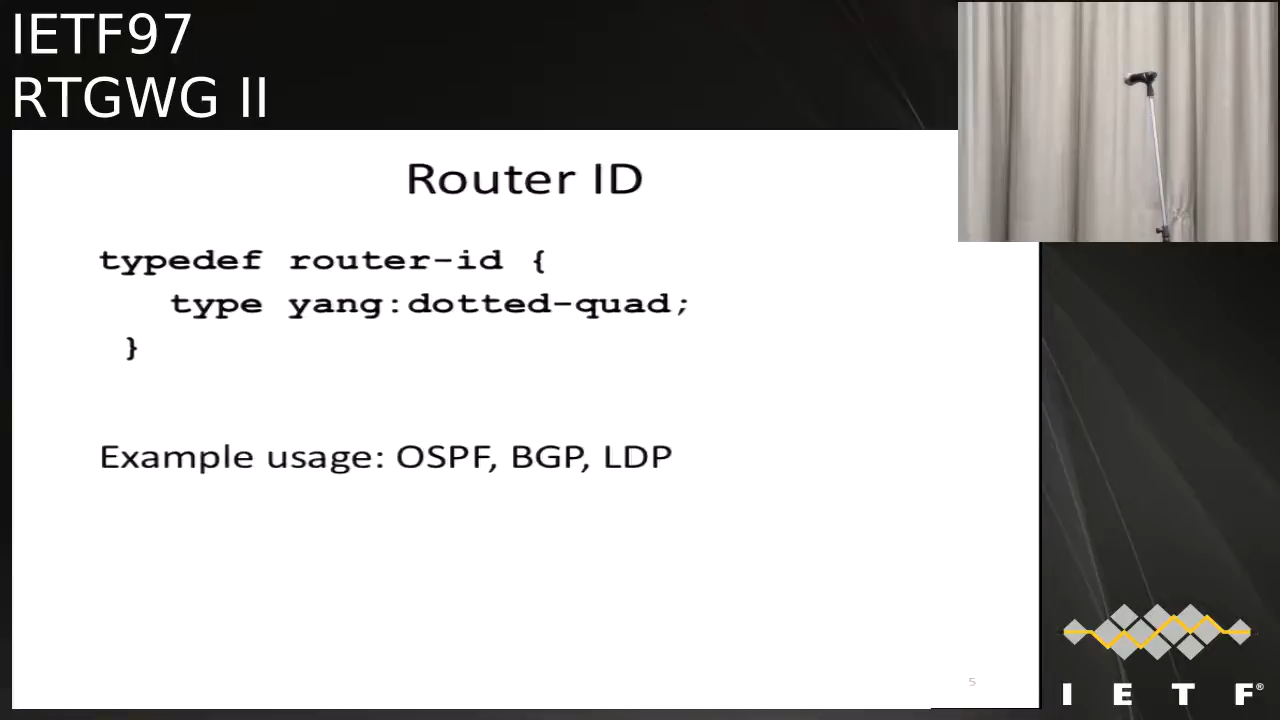 IETF97
RTGWG II
Router ID
typedef router-id {
type yang:dotted-quad;
}
Example usage: OSPF, BGP, LDP
5
I E T F®